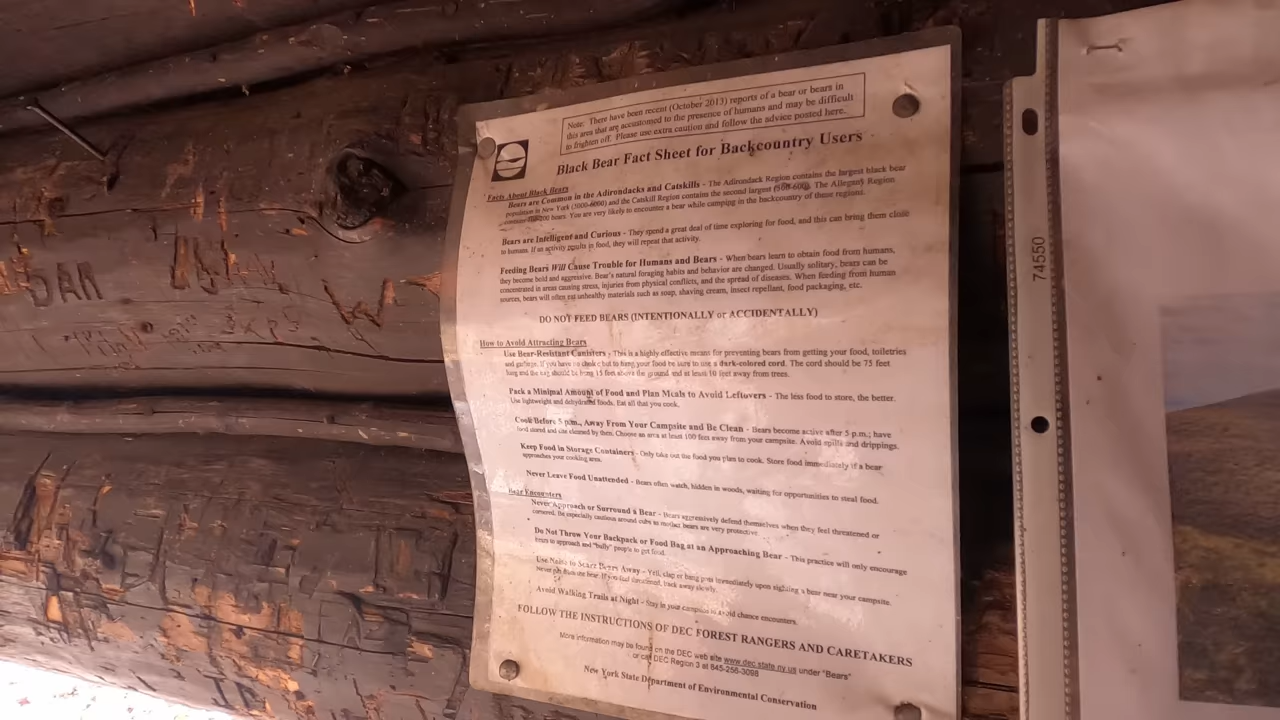 Note: There have been recent (October 2013) reports of a bear or bears in
this area that are accustomed to the presence of humans and may be difficult
to frighten off. Please use extra caution and follow the advice posted here.
Black Bear Fact Sheet for Backcountry Users
Facts About Black Bears
Bears are Common in the Adirondacks and Catskills - The Adirondack Region contains the largest black bear
population in New York (5000-6000) and the Catskill Region contains the second largest (500-600). The Allegany Region
bears. You are very likely to encounter a bear while camping in the backcountry of these regions.
Bears are Intelligent and Curious - They spend a great deal of time exploring for food, and this can bring them close
to humans. If an activity results in food, they will repeat that activity.
Feeding Bears Will Cause Trouble for Humans and Bears - When bears learn to obtain food from humans,
they become bold and aggressive. Bear's natural foraging habits and behavior are changed. Usually solitary, bears can be
concentrated in areas causing stress, injuries from physical conflicts, and the spread of diseases. When feeding from human
sources, bears will often eat unhealthy materials such as soap, shaving cream, insect repellant, food packaging, etc.
DO NOT FEED BEARS (INTENTIONALLY or ACCIDENTALLY)
How to Avoid Attracting Bears
Use Bear-Resistant Canisters - This is a highly effective means for preventing bears from getting your food, toiletries
and garbage. If you have no choice but to hang your food be sure to use a dark-colored cord. The cord should be 75 feet
long and the bag should be hung 15 feet above the ground and at least 10 feet away from trees.
Pack a Minimal Amount of Food and Plan Meals to Avoid Leftovers - The less food to store, the better.
Use lightweight and dehydrated foods. Eat all that you cook.
Cook Before 5 p.m., Away From Your Campsite and Be Clean - Bears become active after 5 p.m.; have
food stored and site cleaned by then. Choose an area at least 100 feet away from your campsite. Avoid spills and drippings.
Keep Food in Storage Containers - Only take out the food you plan to cook. Store food immediately if a bear
approaches your cooking area.
Never Leave Food Unattended - Bears often watch, hidden in woods, waiting for opportunities to steal food.
Bear Encounters
Never Approach or Surround a Bear - Bears aggressively defend themselves when they feel threatened or
cornered. Be especially cautious around cubs as mother bears are very protective.
Do Not Throw Your Backpack or Food Bag at an Approaching Bear - This practice will only encourage
bears to approach and "bully" people to get food.
Use Noise to Scare Bears Away - Yell, clap or bang pots immediately upon sighting a bear near your campsite.
Never the bear. If you feel threatened, back away slowly.
Avoid Walking Trails at Night - Stay in your campsite to avoid chance encounters.
FOLLOW THE INSTRUCTIONS OF DEC FOREST RANGERS AND CARETAKERS
More information may be found on the DEC web site www.dec.state.ny.us under "Bears"
or call DEC Region 3 at 845-256-3098
New York State Department of Environmental Conservation
74550
DAN